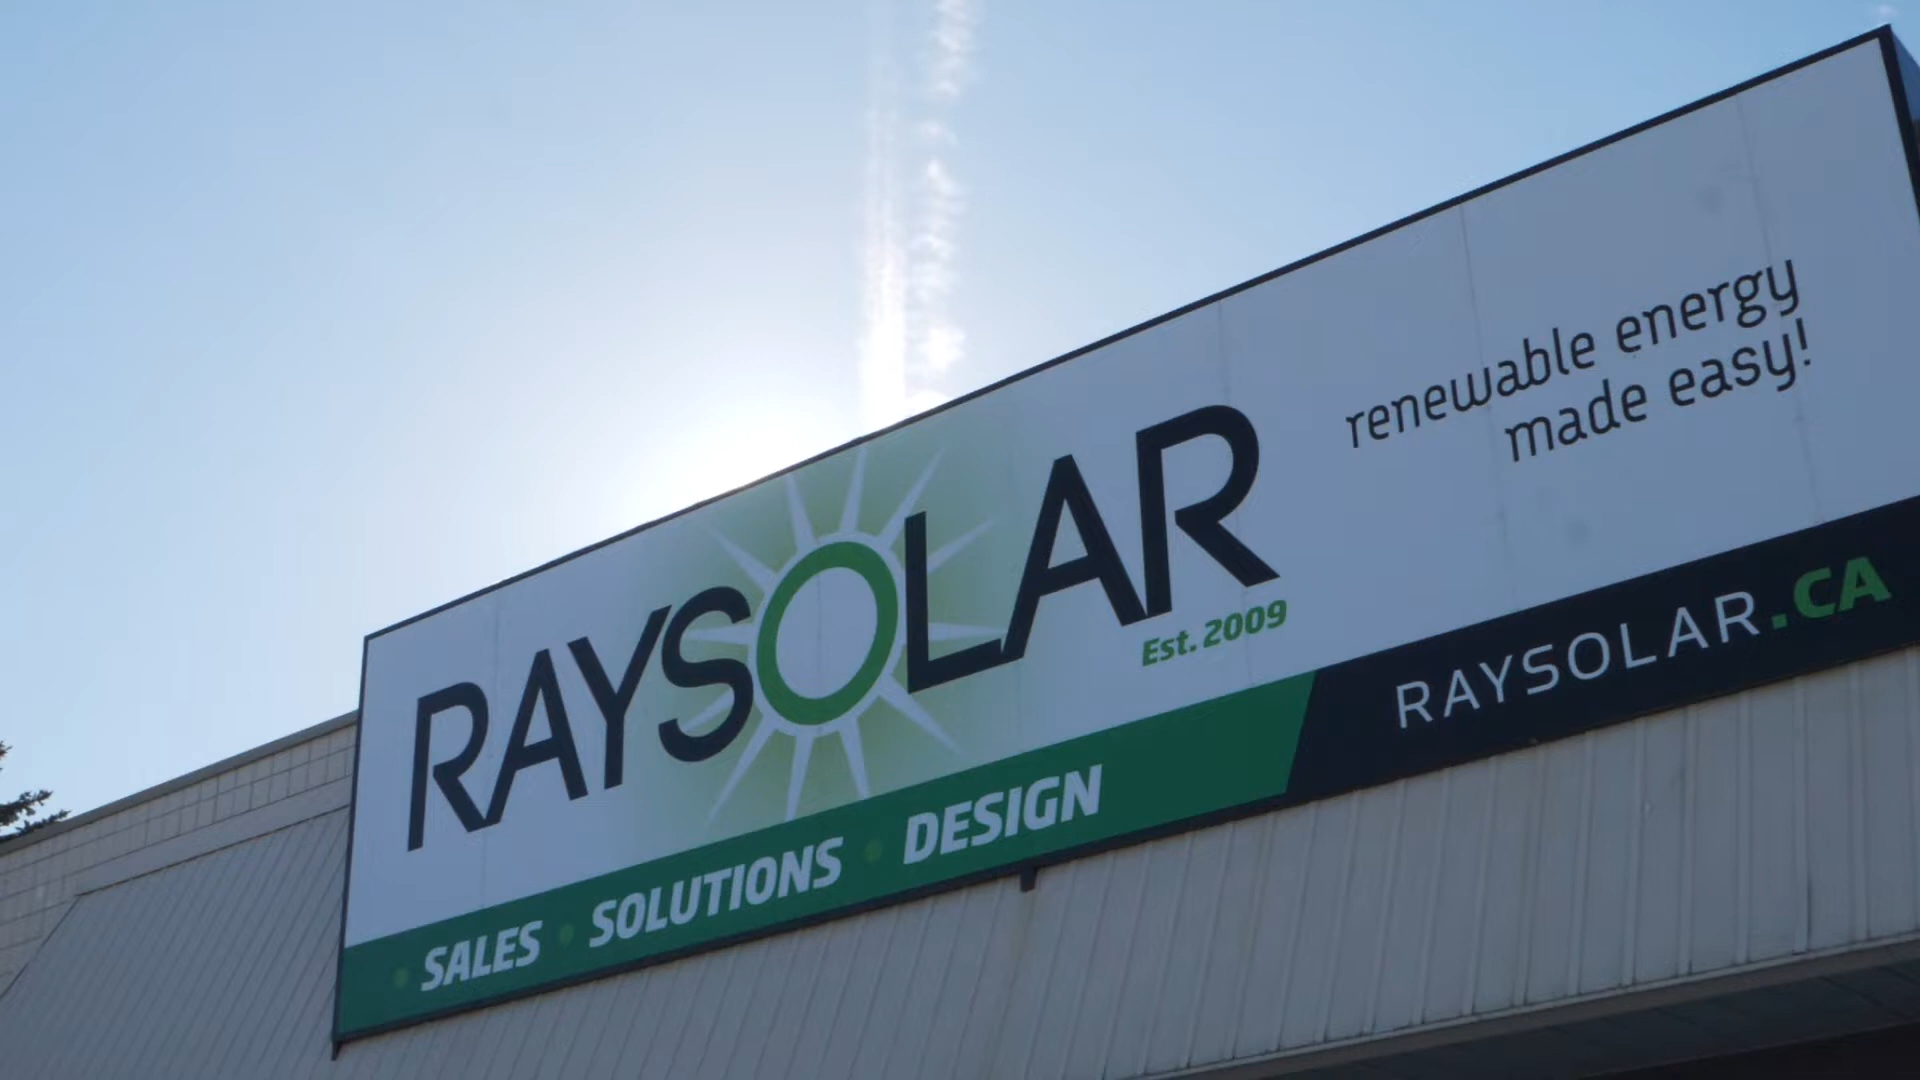 RAYSOLAR
Est. 2009
renewable energy
made easy!
SALES • SOLUTIONS • DESIGN
RAYSOLAR.CA